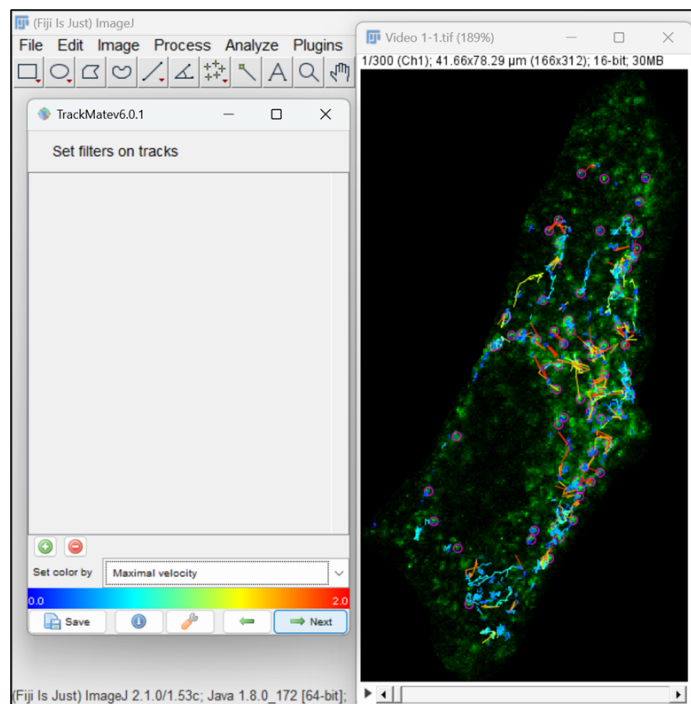 (Fiji Is Just) ImageJ
File Edit Image Process Analyze Plugins
TrackMatev6.0.1
Set filters on tracks
Set color by
Maximal velocity
0.0
2.0
Save
Next
(Fiji Is Just) ImageJ 2.1.0/1.53c; Java 1.8.0_172 [64-bit];
Video 1-1.tif (189%)
1/300 (Ch1); 41.66x78.29 µm (166x312); 16-bit; 30MB